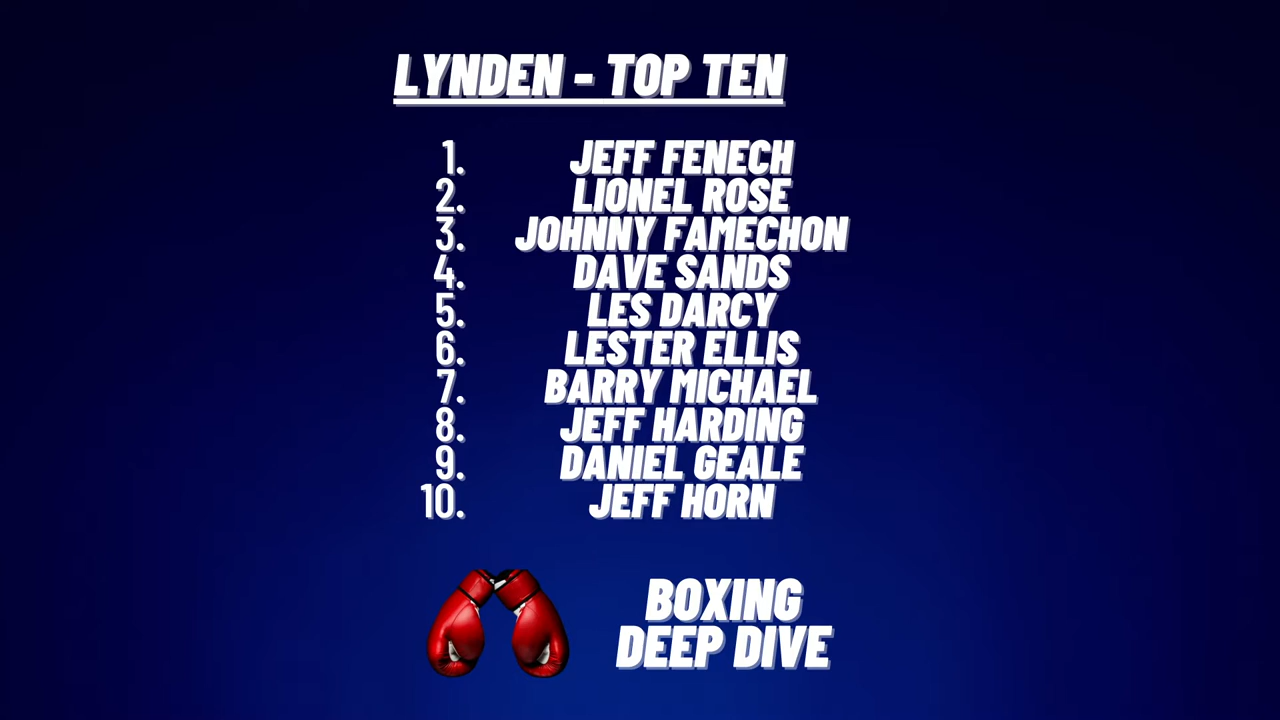 LYNDEN - TOP TEN
1. JEFF FENECH
2. LIONEL ROSE
3. JOHNNY FAMECHON
4. DAVE SANDS
5. LES DARCY
6. LESTER ELLIS
7. BARRY MICHAEL
8. JEFF HARDING
9. DANIEL GEALE
10. JEFF HORN
BOXING
DEEP DIVE